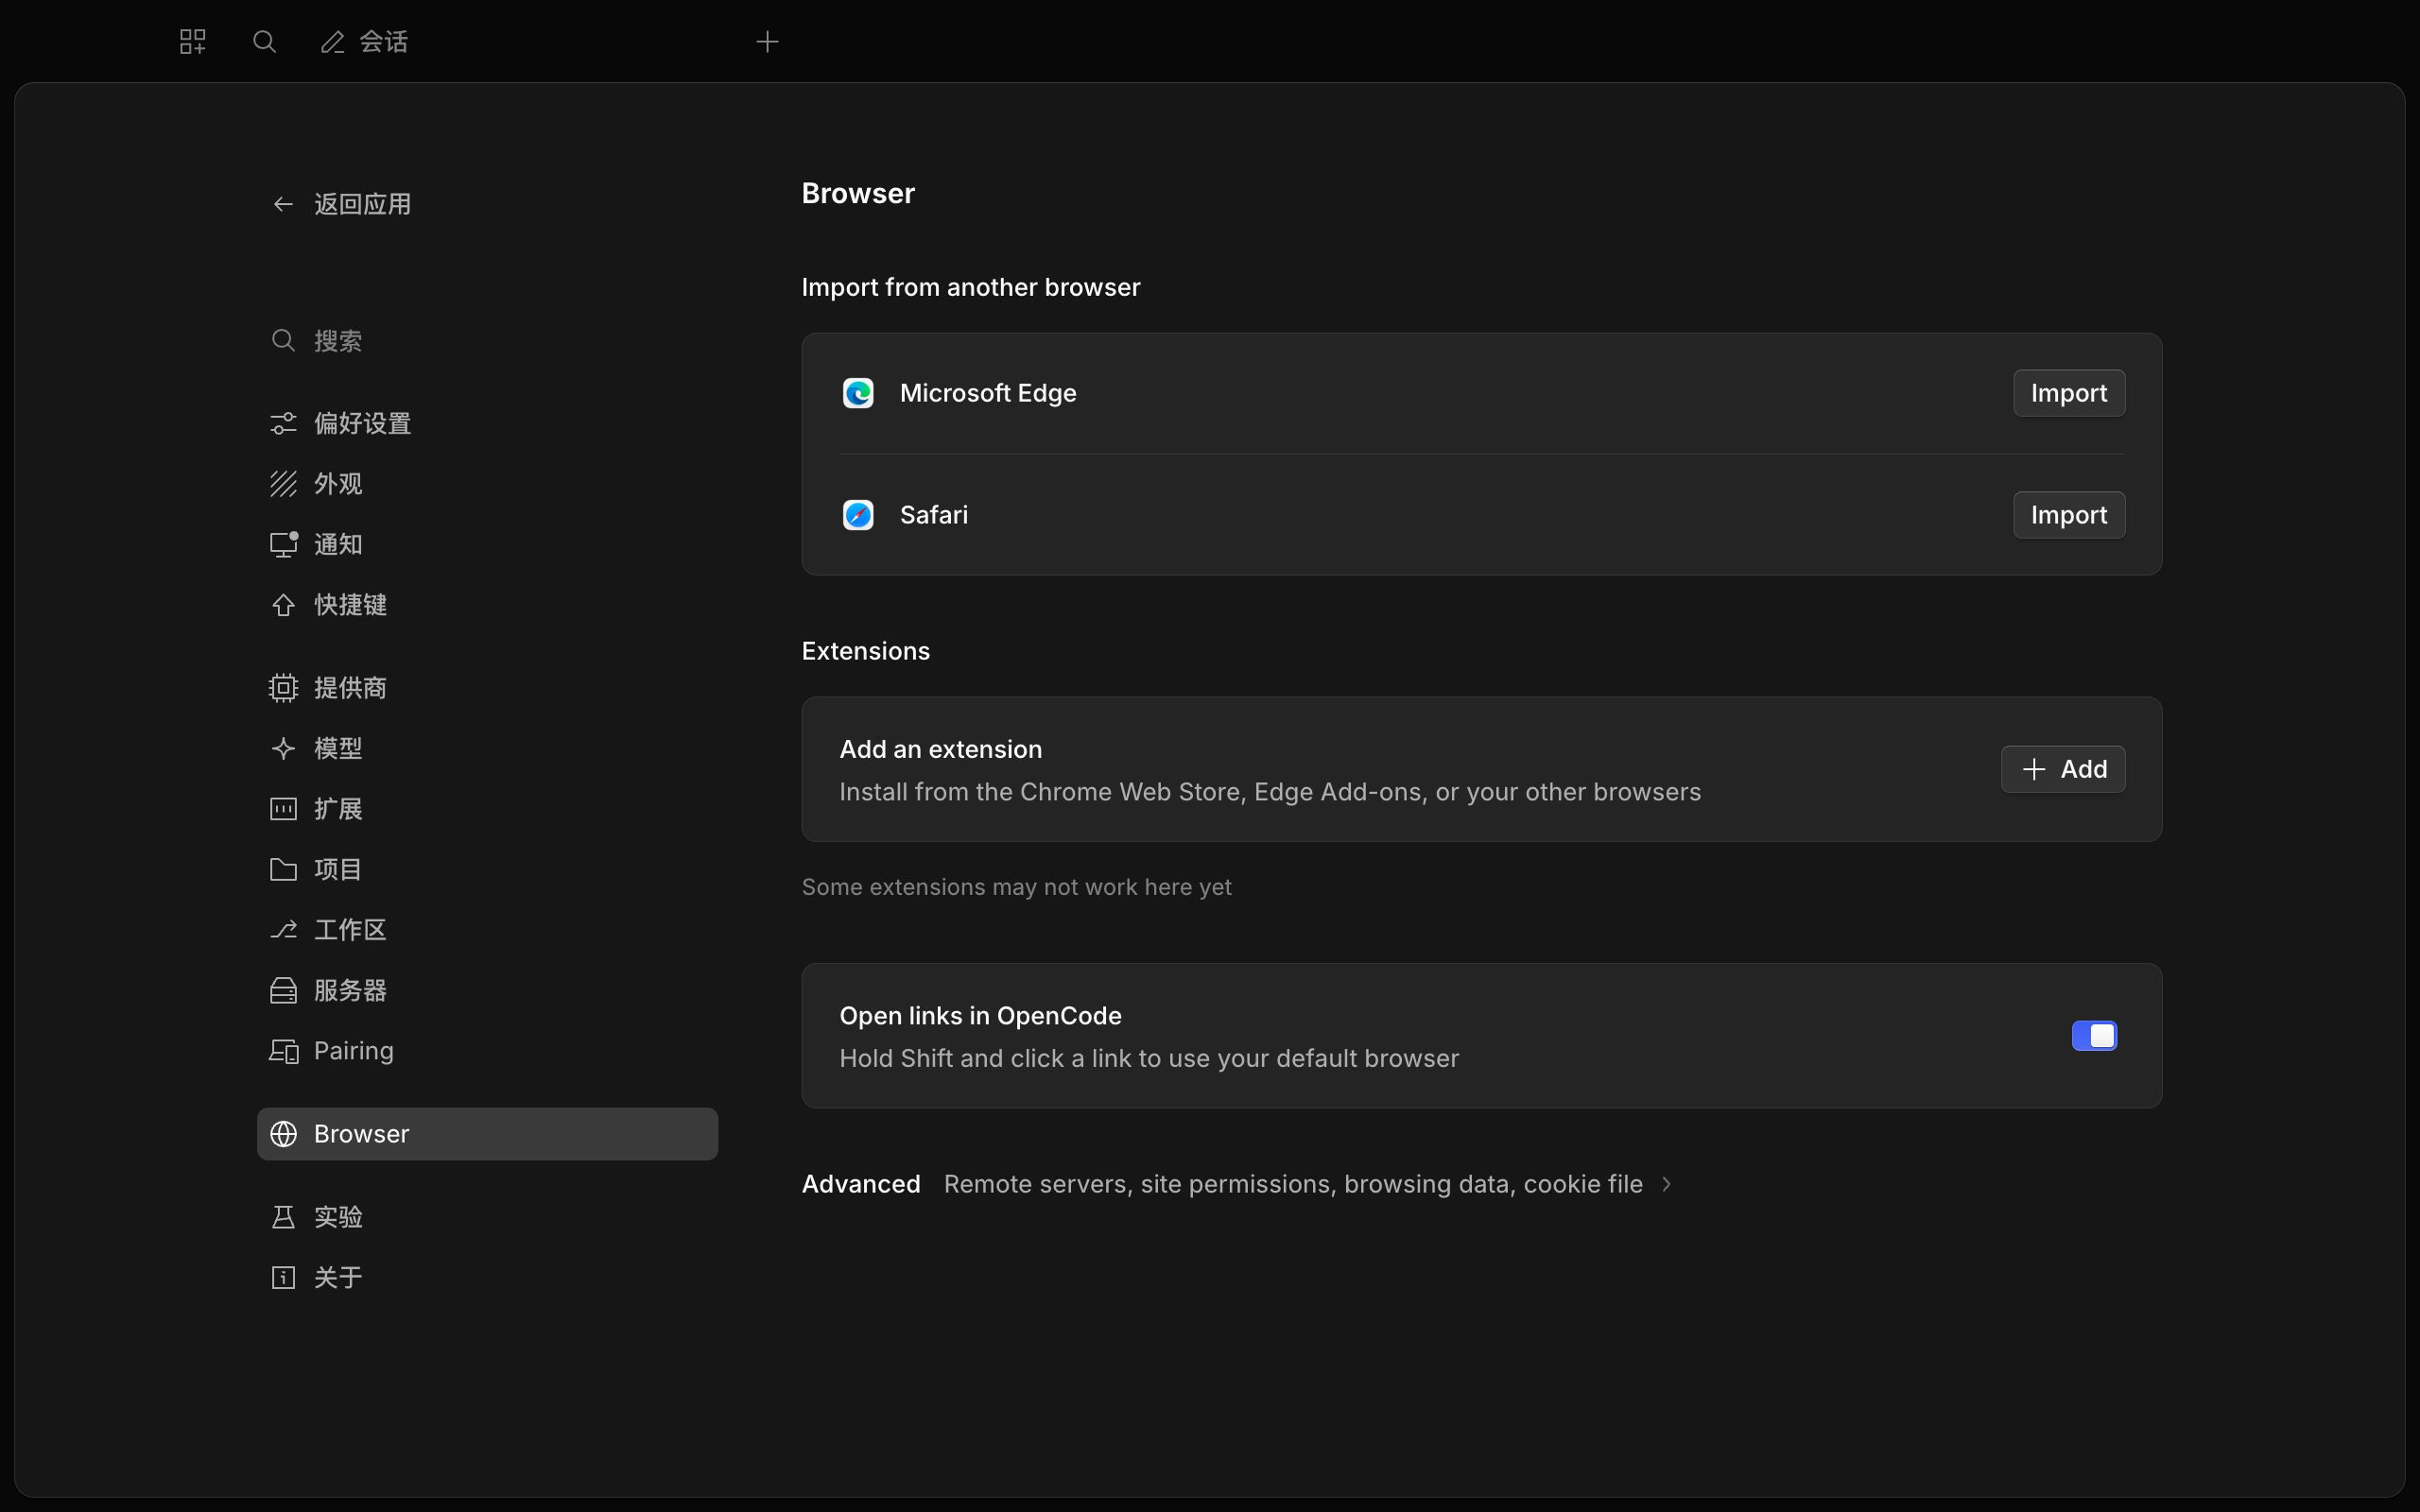 会话
返回应用
搜索
偏好设置
外观
通知
快捷键
提供商
模型
扩展
项目
工作区
服务器
Pairing
Browser
实验
关于
Browser
Import from another browser
Microsoft Edge
Import
Safari
Import
Extensions
Add an extension
Install from the Chrome Web Store, Edge Add-ons, or your other browsers
Add
Some extensions may not work here yet
Open links in OpenCode
Hold Shift and click a link to use your default browser
Advanced Remote servers, site permissions, browsing data, cookie file